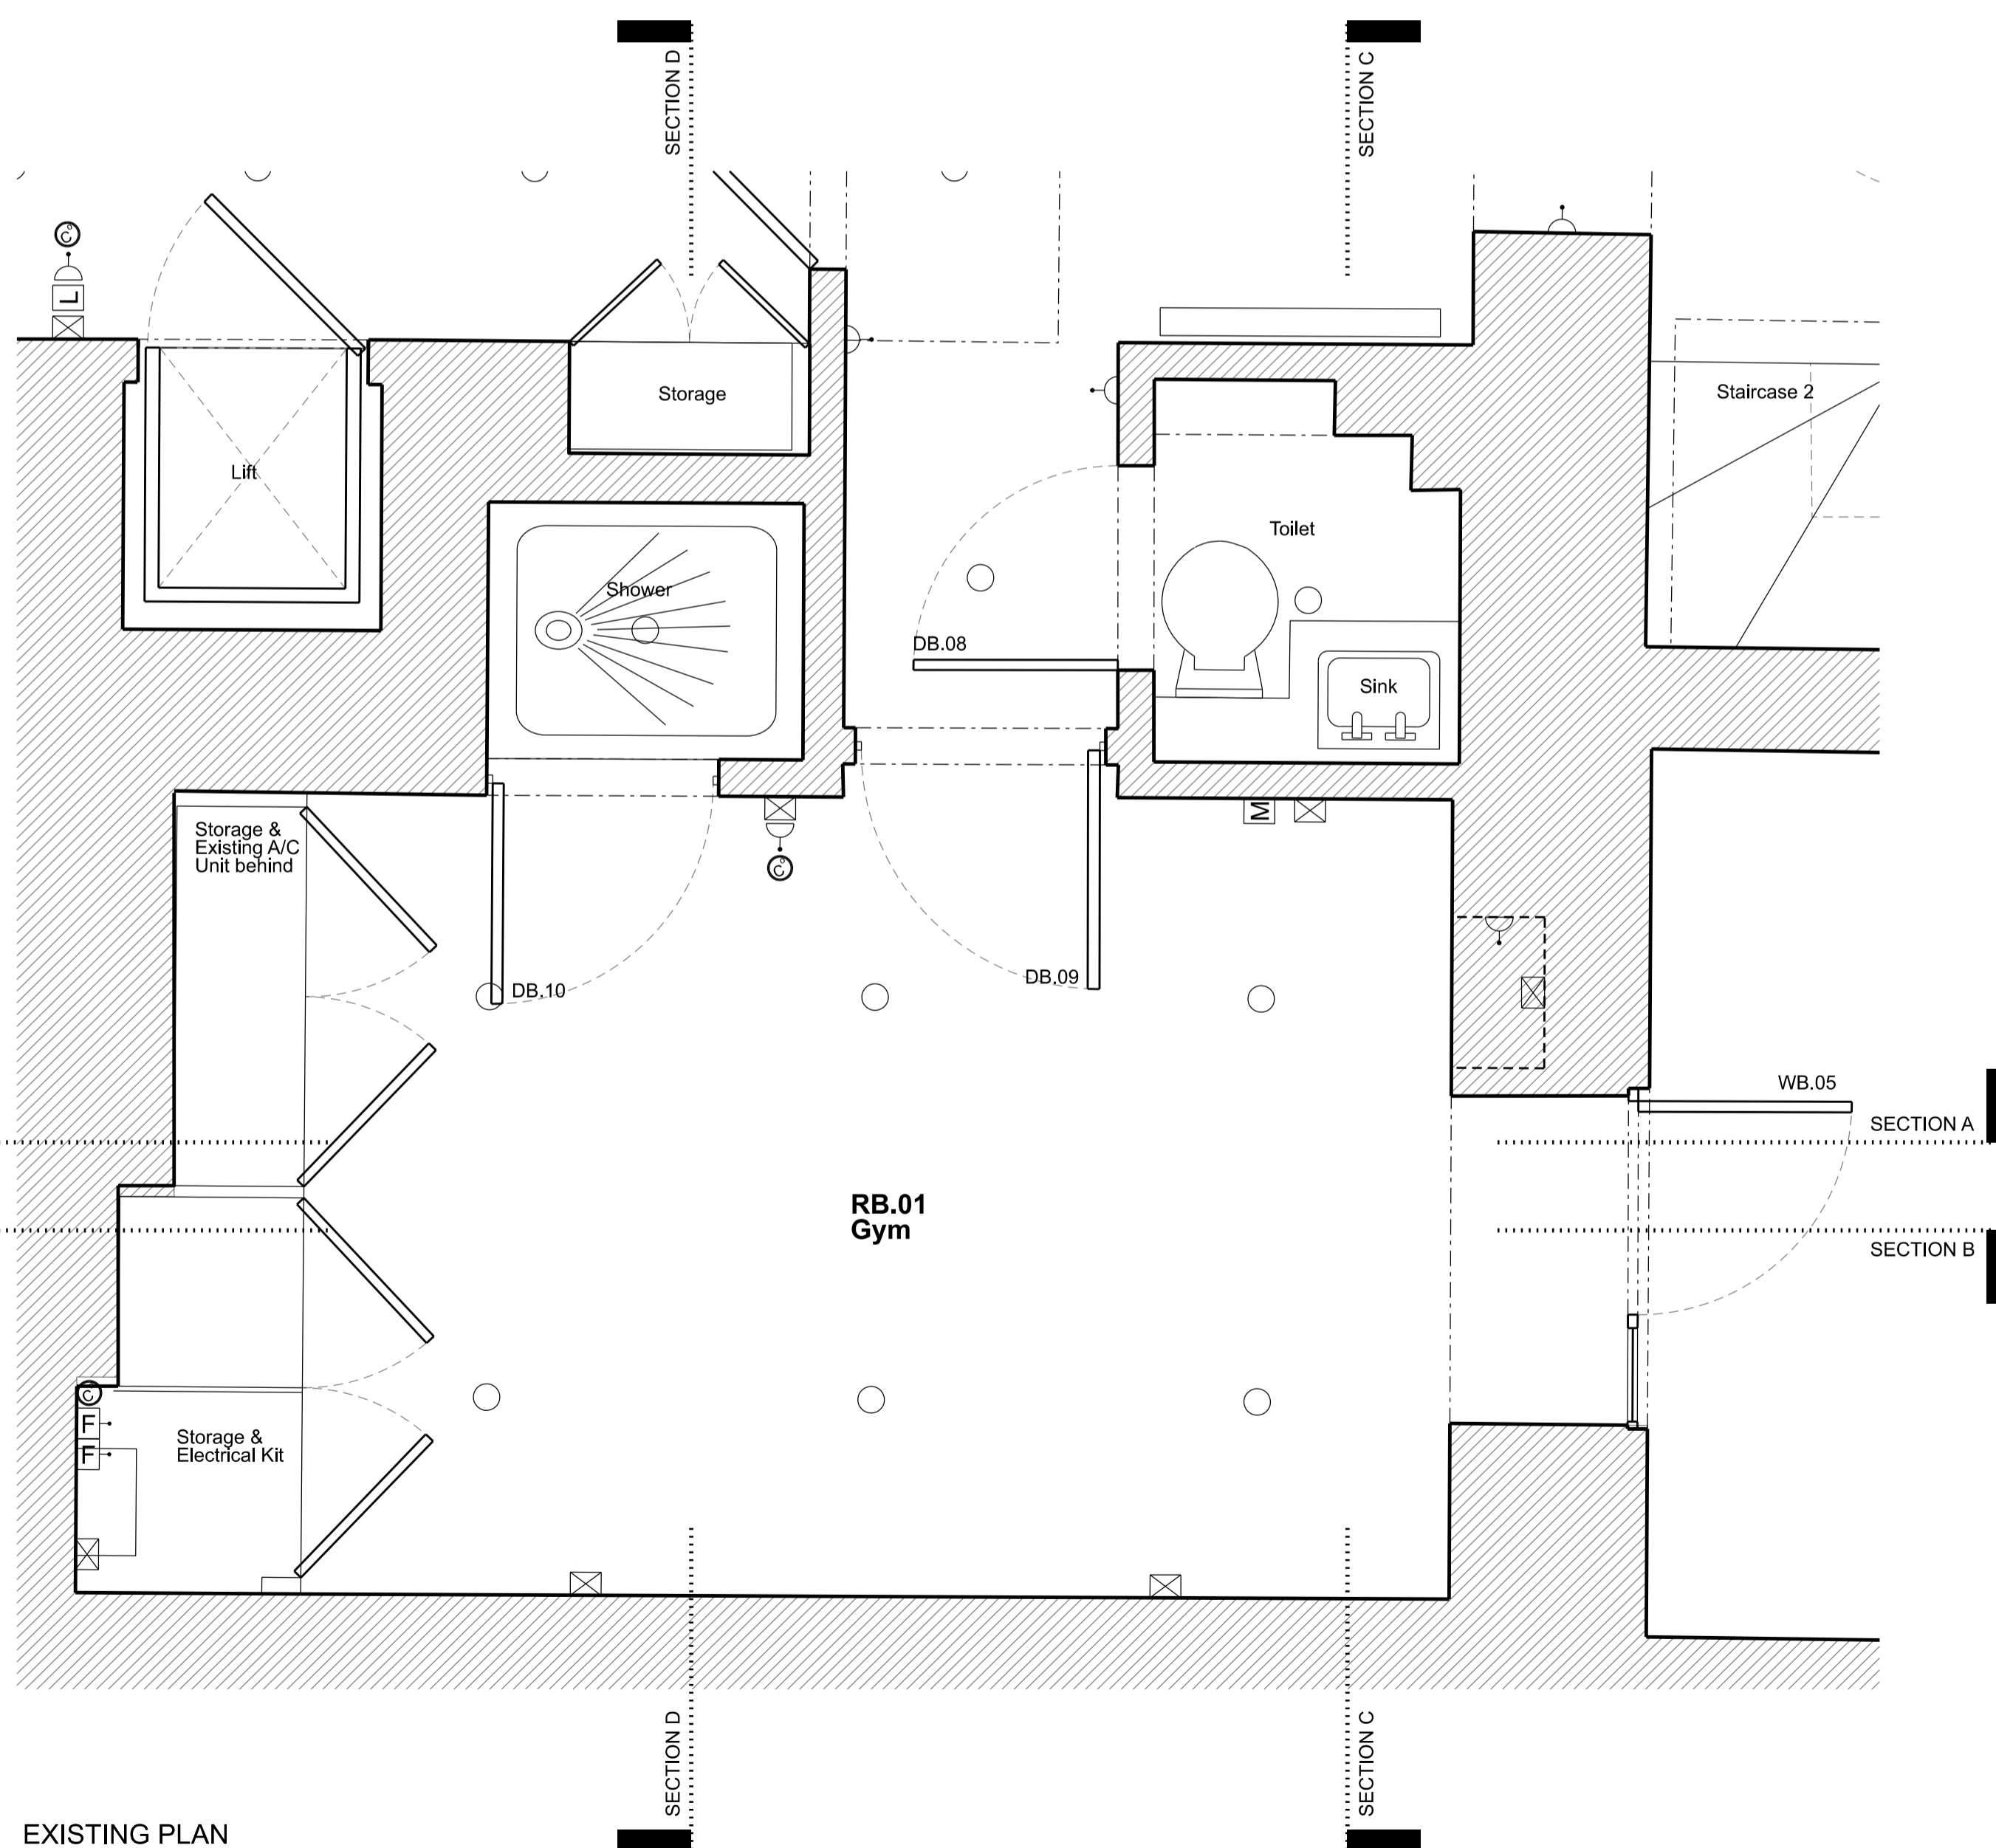 SECTION D
SECTION C
C°
L
Storage
Staircase 2
Lift
Toilet
Shower
DB.08
Sink
M
Storage &
Existing A/C
Unit behind
C°
DB.09
DB.10
WB.05
SECTION A
RB.01
Gym
SECTION B
C°
F
F
Storage &
Electrical Kit
SECTION D
SECTION C
EXISTING PLAN